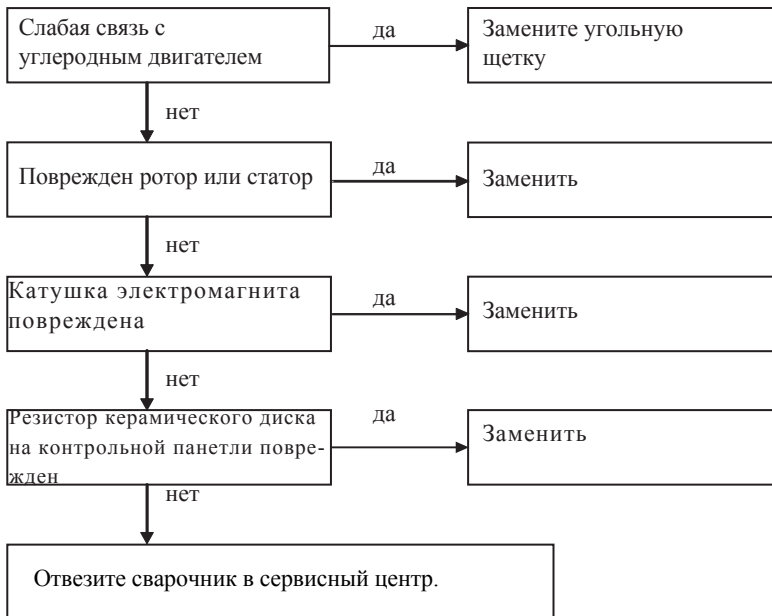 Слабая связь с
углеродным двигателем
да
Замените угольную
щетку
нет
Поврежден ротор или статор
да
Заменить
нет
Катушка электромагнита
повреждена
да
Заменить
нет
Резистор керамического диска
на контрольной панетли повре-
жден
да
Заменить
нет
Отвезите сварочник в сервисный центр.